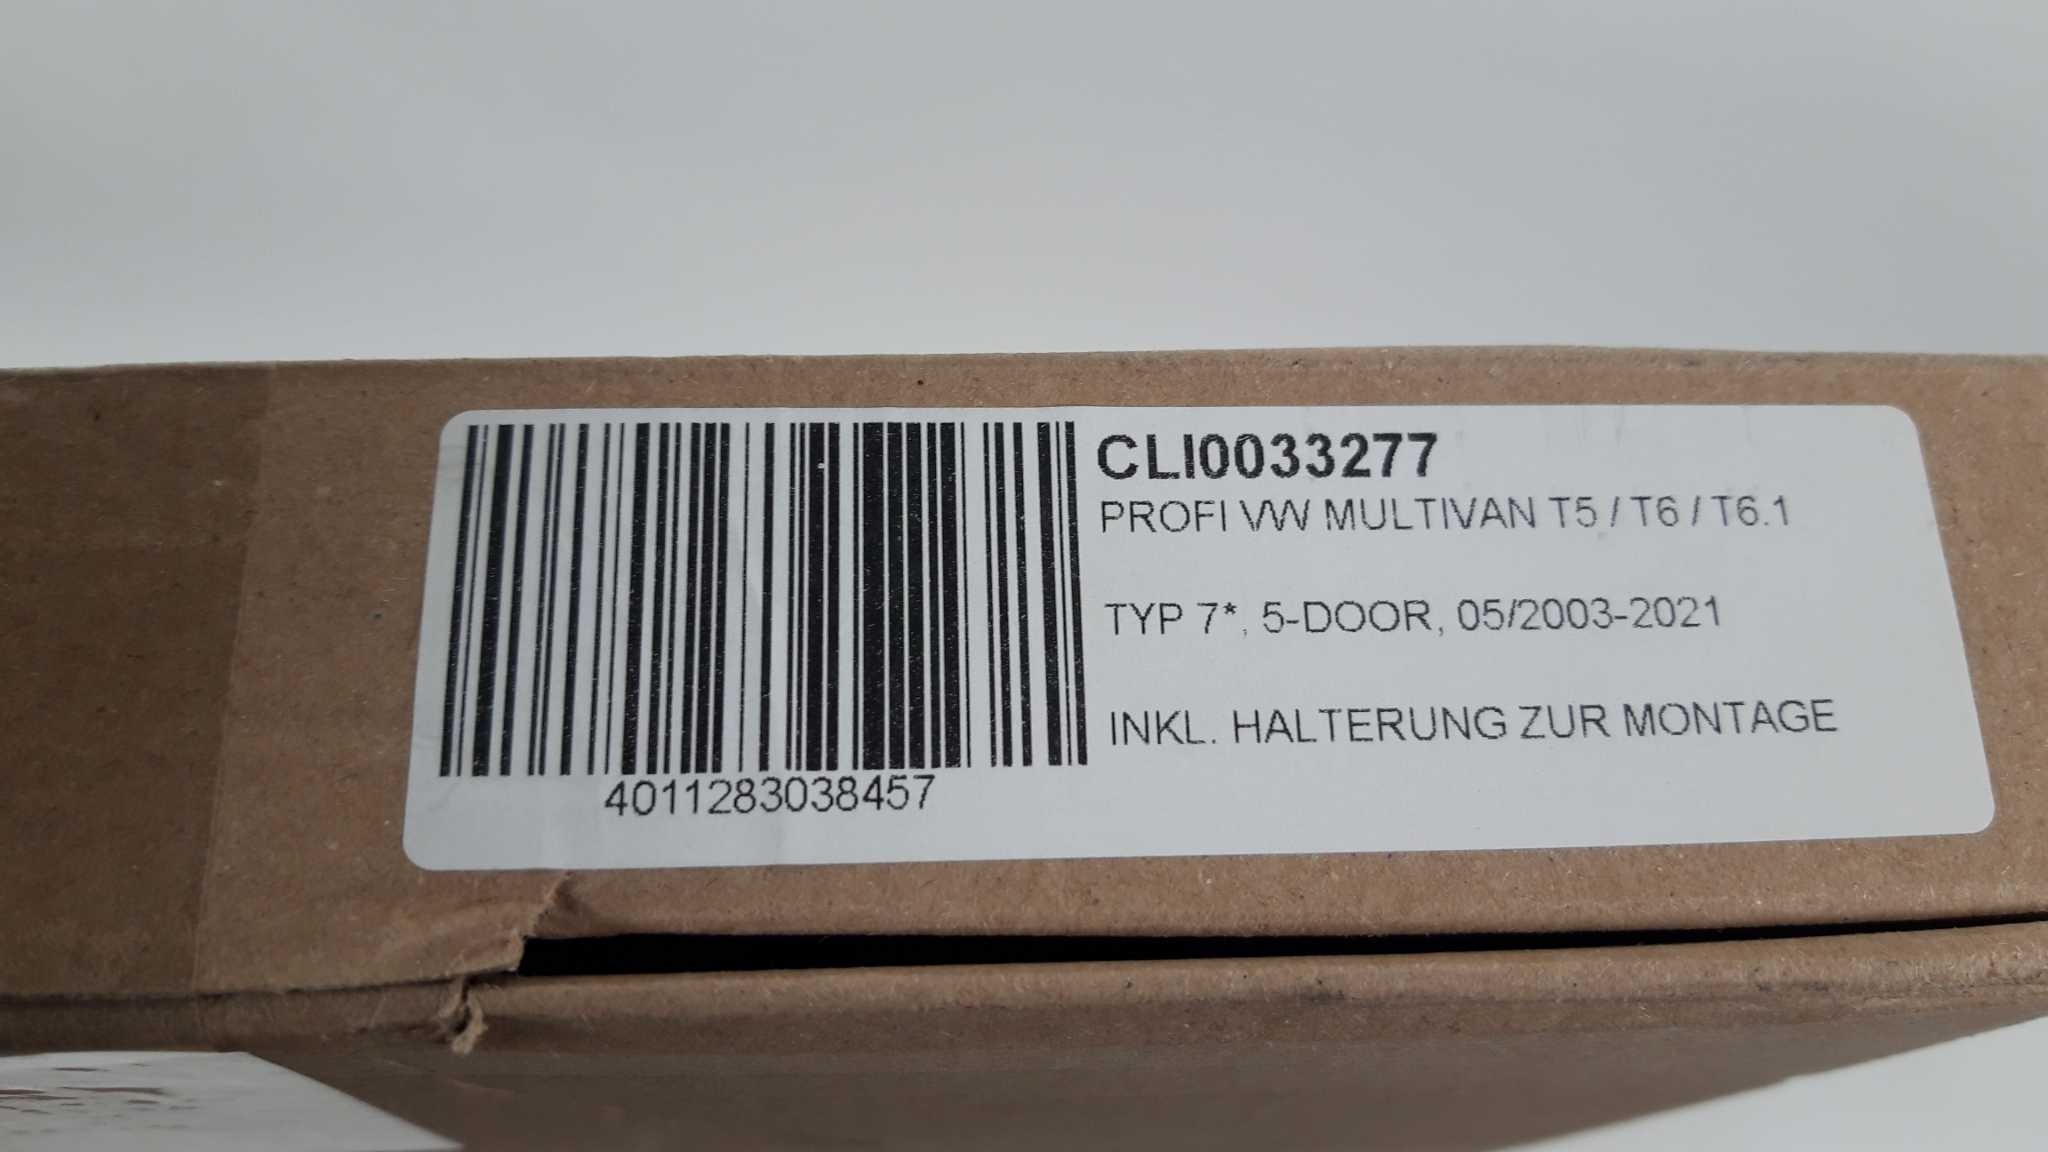 CLI0033277
PROFI VW MULTIVAN T5 / T6 / T6.1
TYP 7*, 5-DOOR, 05/2003-2021
INKL. HALTERUNG ZUR MONTAGE
4011283038457